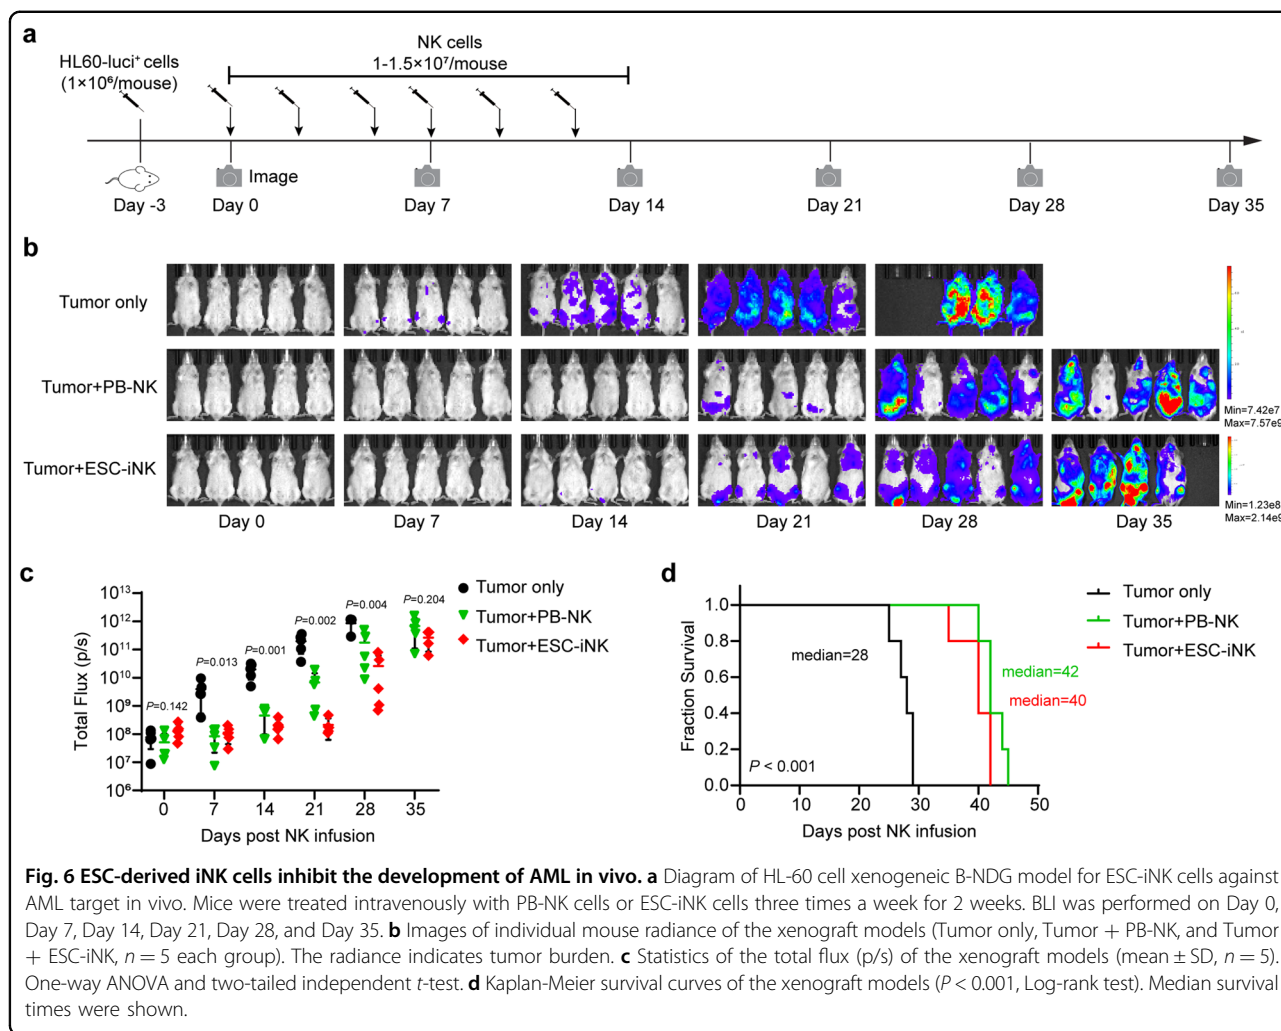 a
HL60-luci⁺ cells
(1×10⁶/mouse)
NK cells
1-1.5×10⁷/mouse
Image
Day -3 Day 0 Day 7 Day 14 Day 21 Day 28 Day 35
b
Tumor only
Tumor+PB-NK
Min=7.42e7
Max=7.57e9
Tumor+ESC-iNK
Min=1.23e8
Max=2.14e9
Day 0 Day 7 Day 14 Day 21 Day 28 Day 35
c
Total Flux (p/s)
10¹³
10¹²
10¹¹
10¹⁰
10⁹
10⁸
10⁷
10⁶
P=0.142
P=0.013
P=0.001
P=0.002
P=0.004
P=0.204
0 7 14 21 28 35
Days post NK infusion
Tumor only
Tumor+PB-NK
Tumor+ESC-iNK
d
Fraction Survival
1.0
0.8
0.6
0.4
0.2
0.0
median=28
median=42
median=40
P < 0.001
0 10 20 30 40 50
Days post NK infusion
Tumor only
Tumor+PB-NK
Tumor+ESC-iNK
Fig. 6 ESC-derived iNK cells inhibit the development of AML in vivo. a Diagram of HL-60 cell xenogeneic B-NDG model for ESC-iNK cells against
AML target in vivo. Mice were treated intravenously with PB-NK cells or ESC-iNK cells three times a week for 2 weeks. BLI was performed on Day 0,
Day 7, Day 14, Day 21, Day 28, and Day 35. b Images of individual mouse radiance of the xenograft models (Tumor only, Tumor + PB-NK, and Tumor
+ ESC-iNK, n = 5 each group). The radiance indicates tumor burden. c Statistics of the total flux (p/s) of the xenograft models (mean ± SD, n = 5).
One-way ANOVA and two-tailed independent t-test. d Kaplan-Meier survival curves of the xenograft models (P < 0.001, Log-rank test). Median survival
times were shown.